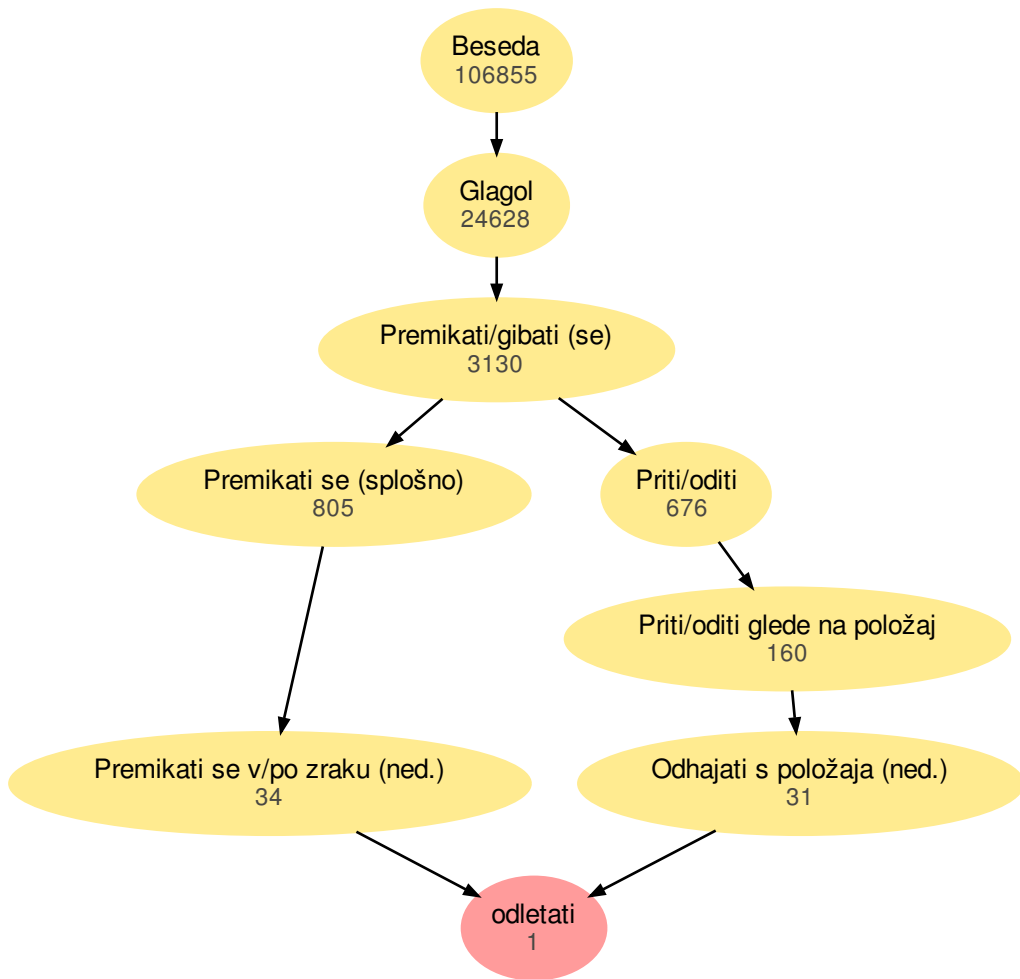 Beseda
106855
Glagol
24628
Premikati/gibati (se)
3130
Premikati se (splošno)
805
Priti/oditi
676
Priti/oditi glede na položaj
160
Premikati se v/po zraku (ned.)
34
Odhajati s položaja (ned.)
31
odletati
1